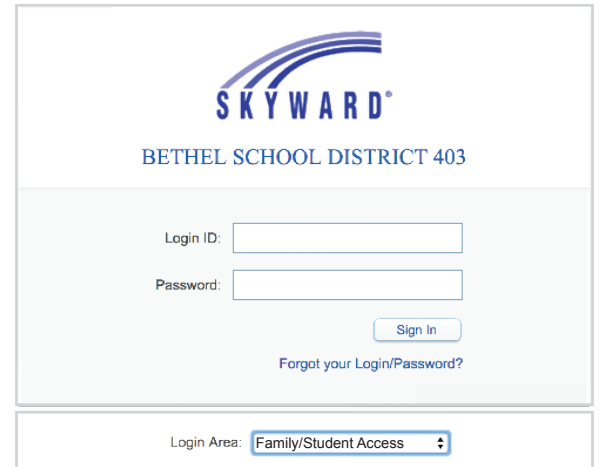 SKYWARD®
BETHEL SCHOOL DISTRICT 403
Login ID:
Password:
Sign In
Forgot your Login/Password?
Login Area: Family/Student Access